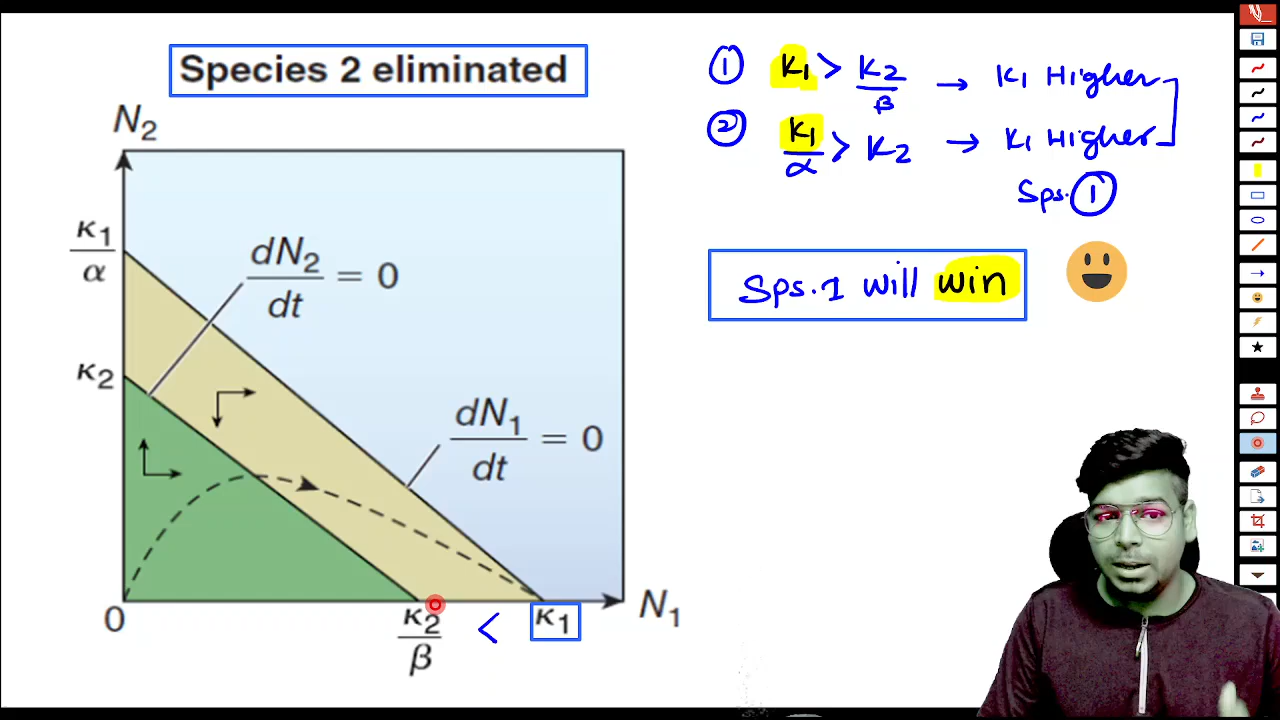 Species 2 eliminated
N2
K1/α
dN2/dt = 0
K2
dN1/dt = 0
0
K2/β < K1
N1
① K1 > K2/β → K1 Higher
② K1/α > K2 → K1 Higher
Sps. ①
Sps. 1 will win